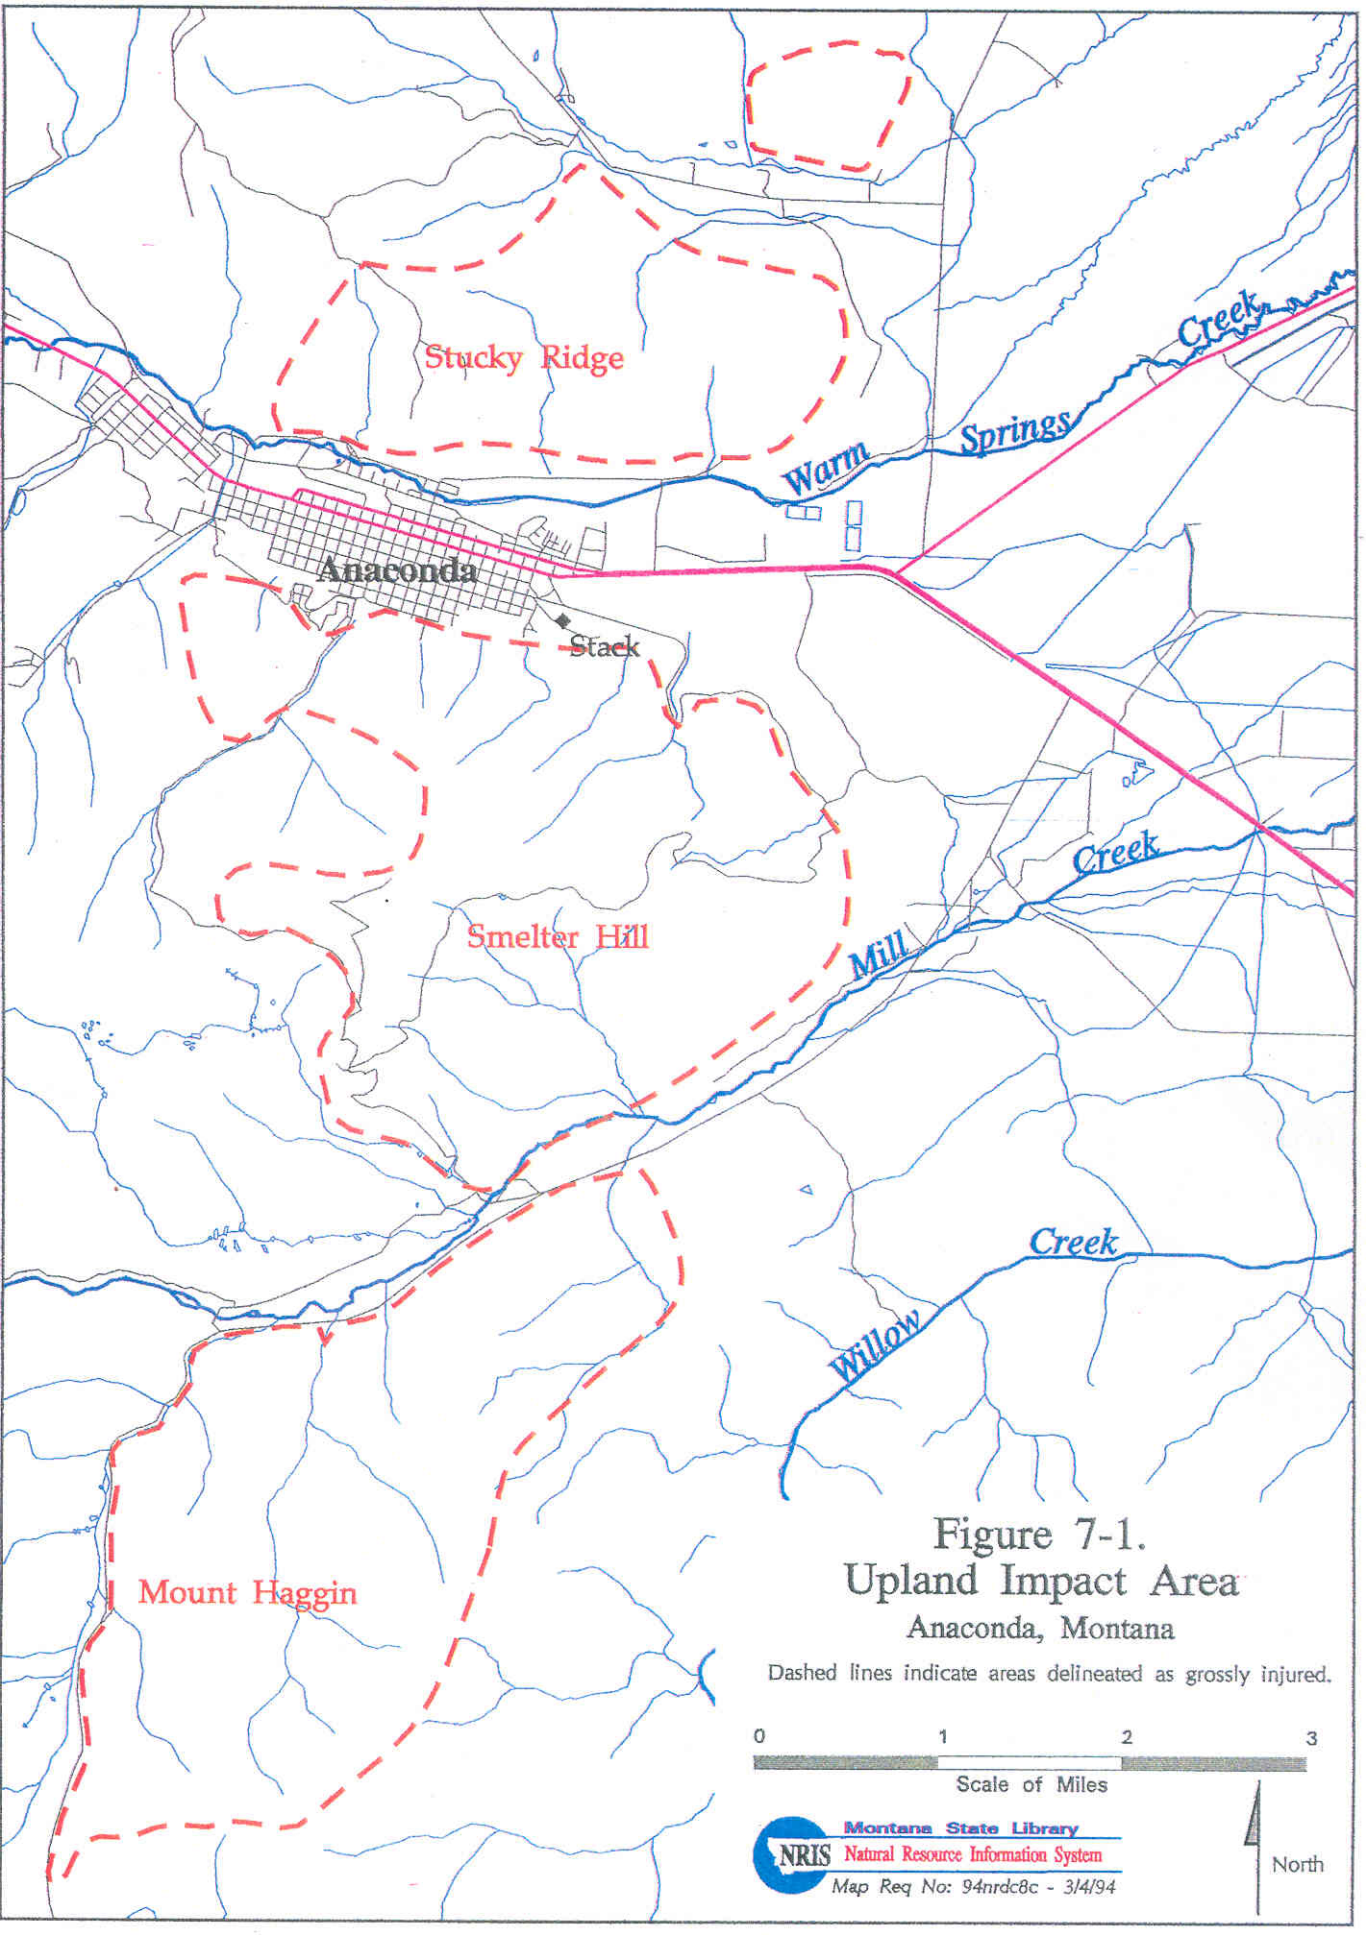 Creek
Stucky Ridge
Springs
Warm
Anaconda
Stack
Creek
Smelter Hill
Mill
Creek
Willow
Figure 7-1.
Upland Impact Area
Anaconda, Montana
Mount Haggin
Dashed lines indicate areas delineated as grossly injured.
0 1 2 3
Scale of Miles
Montana State Library
NRIS Natural Resource Information System
Map Req No: 94nrdc8c - 3/4/94
North